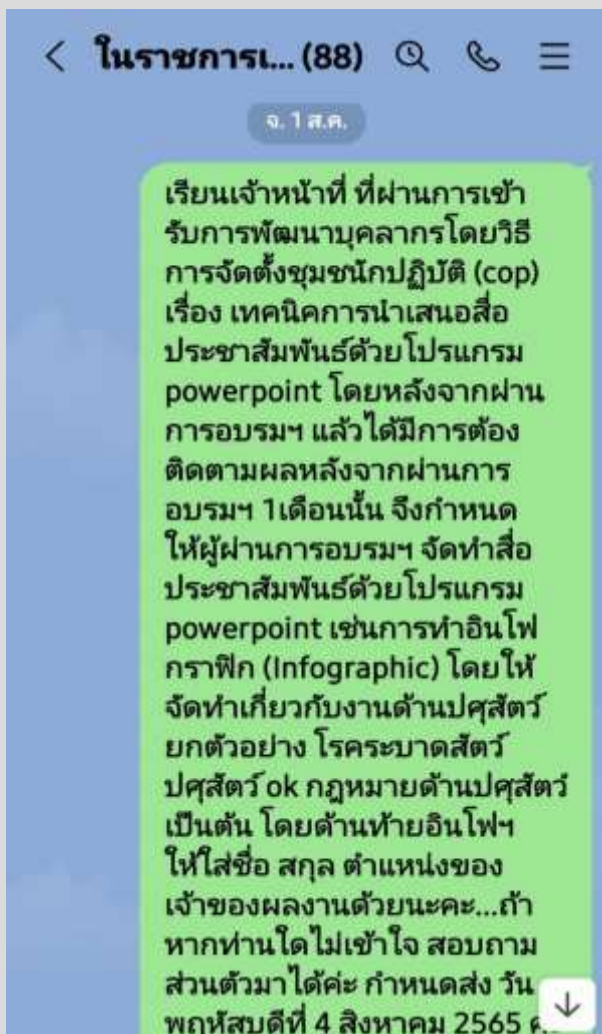 ในราชการเ... (88)
จ. 1 ส.ค.
เรียนเจ้าหน้าที่ ที่ผ่านการเข้า
รับการพัฒนาบุคลากรโดยวิธี
การจัดตั้งชุมชนักปฏิบัติ (cop)
เรื่อง เทคนิคการนำเสนอสื่อ
ประชาสัมพันธ์ด้วยโปรแกรม
powerpoint โดยหลังจากผ่าน
การอบรมฯ แล้วได้มีการต้อง
ติดตามผลหลังจากผ่านการ
อบรมฯ 1เดือนนั้น จึงกำหนด
ให้ผู้ผ่านการอบรมฯ จัดทำสื่อ
ประชาสัมพันธ์ด้วยโปรแกรม
powerpoint เช่นการทำอินโฟ
กราฟิก (Infographic) โดยให้
จัดทำเกี่ยวกับงานด้านปศุสัตว์
ยกตัวอย่าง โรคระบาดสัตว์
ปศุสัตว์ ok กฎหมายด้านปศุสัตว์
เป็นต้น โดยด้านท้ายอินโฟฯ
ให้ใส่ชื่อ สกุล ตำแหน่งของ
เจ้าของผลงานด้วยนะคะ...ถ้า
หากท่านใดไม่เข้าใจ สอบถาม
ส่วนตัวมาได้ค่ะ กำหนดส่ง วัน
พฤหัสบดีที่ 4 สิงหาคม 2565